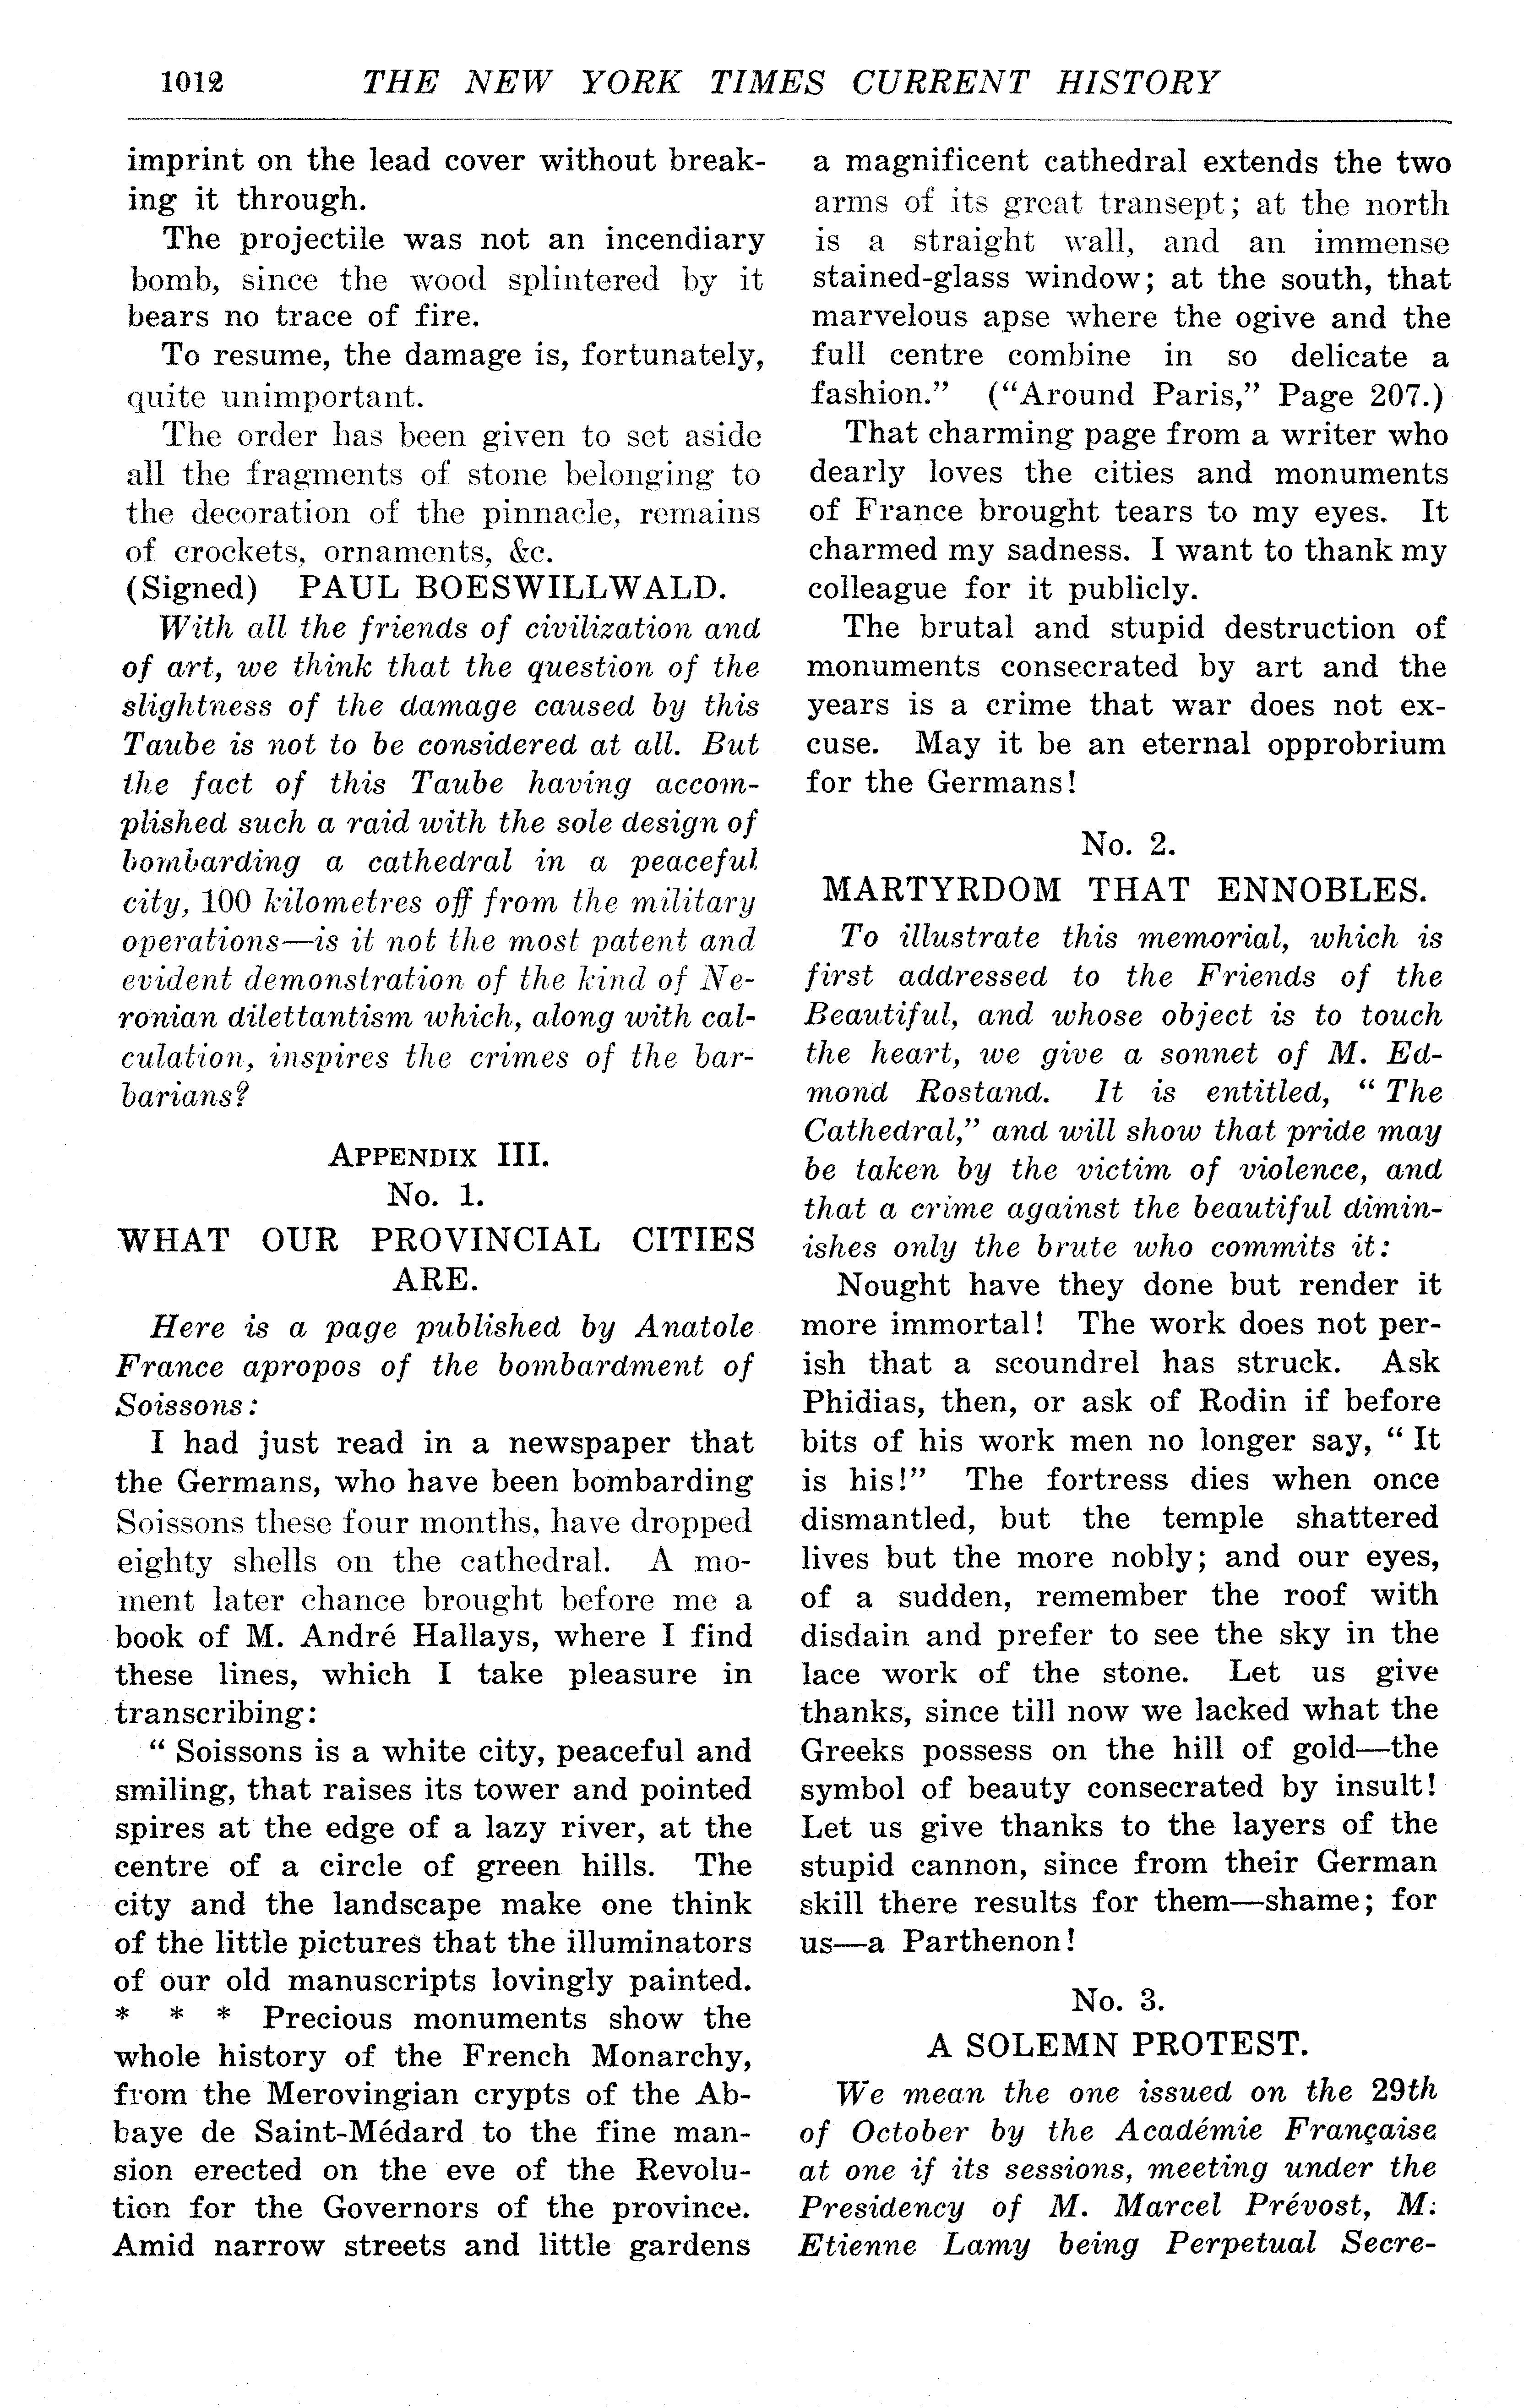 1012 THE NEW YORK TIMES CURRENT HISTORY
imprint on the lead cover without break-
ing it through.
The projectile was not an incendiary
bomb, since the wood splintered by it
bears no trace of fire.
To resume, the damage is, fortunately,
quite unimportant.
The order has been given to set aside
all the fragments of stone belonging to
the decoration of the pinnacle, remains
of crockets, ornaments, &c.
(Signed) PAUL BOESWILLWALD.
With all the friends of civilization and
of art, we think that the question of the
slightness of the damage caused by this
Taube is not to be considered at all. But
the fact of this Taube having accom-
plished such a raid with the sole design of
bombarding a cathedral in a peaceful
city, 100 kilometres off from the military
operations—is it not the most patent and
evident demonstration of the kind of Ne-
ronian dilettantism which, along with cal-
culation, inspires the crimes of the bar-
barians?
APPENDIX III.
No. 1.
WHAT OUR PROVINCIAL CITIES
ARE.
Here is a page published by Anatole
France apropos of the bombardment of
Soissons:
I had just read in a newspaper that
the Germans, who have been bombarding
Soissons these four months, have dropped
eighty shells on the cathedral. A mo-
ment later chance brought before me a
book of M. André Hallays, where I find
these lines, which I take pleasure in
transcribing:
“ Soissons is a white city, peaceful and
smiling, that raises its tower and pointed
spires at the edge of a lazy river, at the
centre of a circle of green hills. The
city and the landscape make one think
of the little pictures that the illuminators
of our old manuscripts lovingly painted.
* * * Precious monuments show the
whole history of the French Monarchy,
from the Merovingian crypts of the Ab-
baye de Saint-Médard to the fine man-
sion erected on the eve of the Revolu-
tion for the Governors of the province.
Amid narrow streets and little gardens
a magnificent cathedral extends the two
arms of its great transept; at the north
is a straight wall, and an immense
stained-glass window; at the south, that
marvelous apse where the ogive and the
full centre combine in so delicate a
fashion.” (“Around Paris,” Page 207.)
That charming page from a writer who
dearly loves the cities and monuments
of France brought tears to my eyes. It
charmed my sadness. I want to thank my
colleague for it publicly.
The brutal and stupid destruction of
monuments consecrated by art and the
years is a crime that war does not ex-
cuse. May it be an eternal opprobrium
for the Germans!
No. 2.
MARTYRDOM THAT ENNOBLES.
To illustrate this memorial, which is
first addressed to the Friends of the
Beautiful, and whose object is to touch
the heart, we give a sonnet of M. Ed-
mond Rostand. It is entitled, “ The
Cathedral,” and will show that pride may
be taken by the victim of violence, and
that a crime against the beautiful dimin-
ishes only the brute who commits it:
Nought have they done but render it
more immortal! The work does not per-
ish that a scoundrel has struck. Ask
Phidias, then, or ask of Rodin if before
bits of his work men no longer say, “ It
is his!” The fortress dies when once
dismantled, but the temple shattered
lives but the more nobly; and our eyes,
of a sudden, remember the roof with
disdain and prefer to see the sky in the
lace work of the stone. Let us give
thanks, since till now we lacked what the
Greeks possess on the hill of gold—the
symbol of beauty consecrated by insult!
Let us give thanks to the layers of the
stupid cannon, since from their German
skill there results for them—shame; for
us—a Parthenon!
No. 3.
A SOLEMN PROTEST.
We mean the one issued on the 29th
of October by the Académie Française
at one if its sessions, meeting under the
Presidency of M. Marcel Prévost, M.
Etienne Lamy being Perpetual Secre-